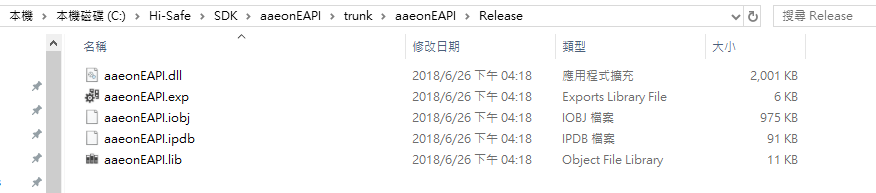 本機 > 本機磁碟 (C:) > Hi-Safe > SDK > aaeonEAPI > trunk > aaeonEAPI > Release 搜尋 Release
名稱 修改日期 類型 大小
aaeonEAPI.dll 2018/6/26 下午 04:18 應用程式擴充 2,001 KB
aaeonEAPI.exp 2018/6/26 下午 04:18 Exports Library File 6 KB
aaeonEAPI.iobj 2018/6/26 下午 04:18 IOBJ 檔案 975 KB
aaeonEAPI.ipdb 2018/6/26 下午 04:18 IPDB 檔案 91 KB
aaeonEAPI.lib 2018/6/26 下午 04:18 Object File Library 11 KB